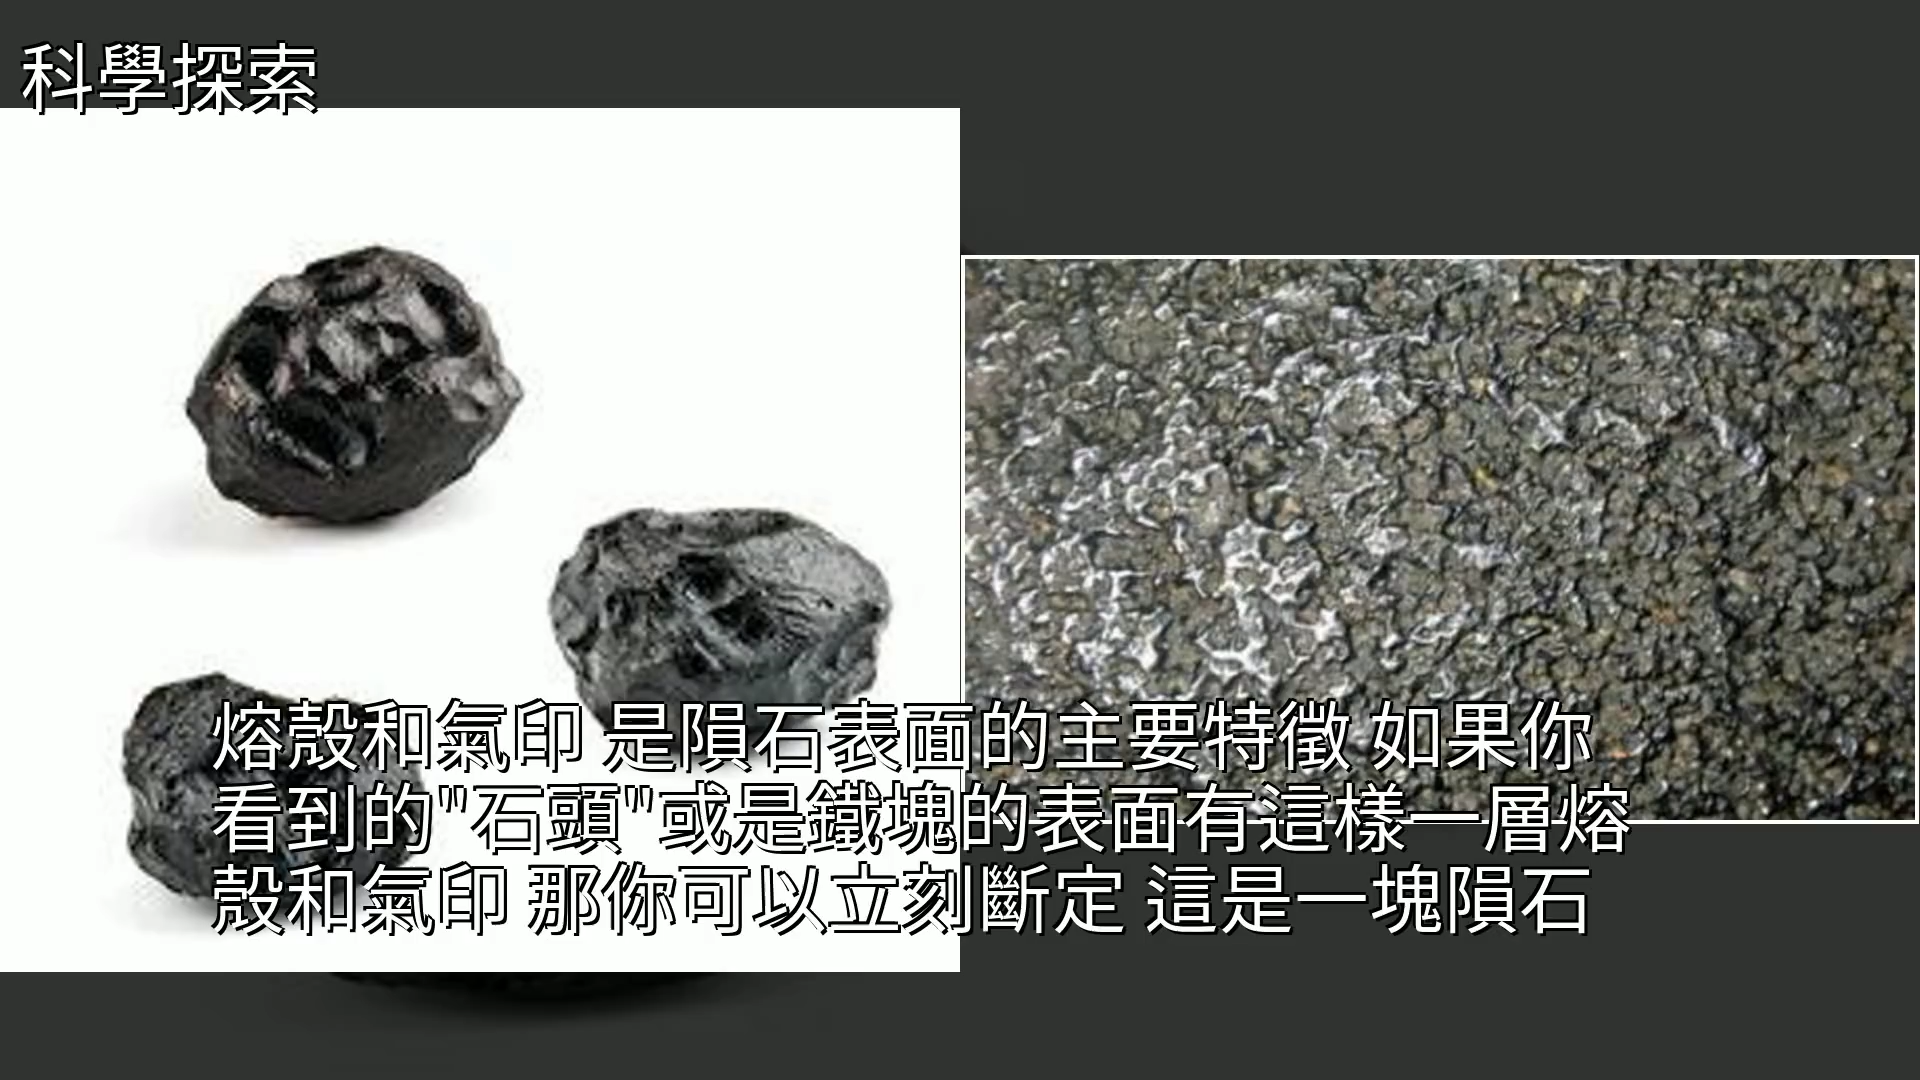 科學探索
熔殼和氣印 是隕石表面的主要特徵 如果你
看到的"石頭"或是鐵塊的表面有這樣一層熔
殼和氣印 那你可以立刻斷定 這是一塊隕石